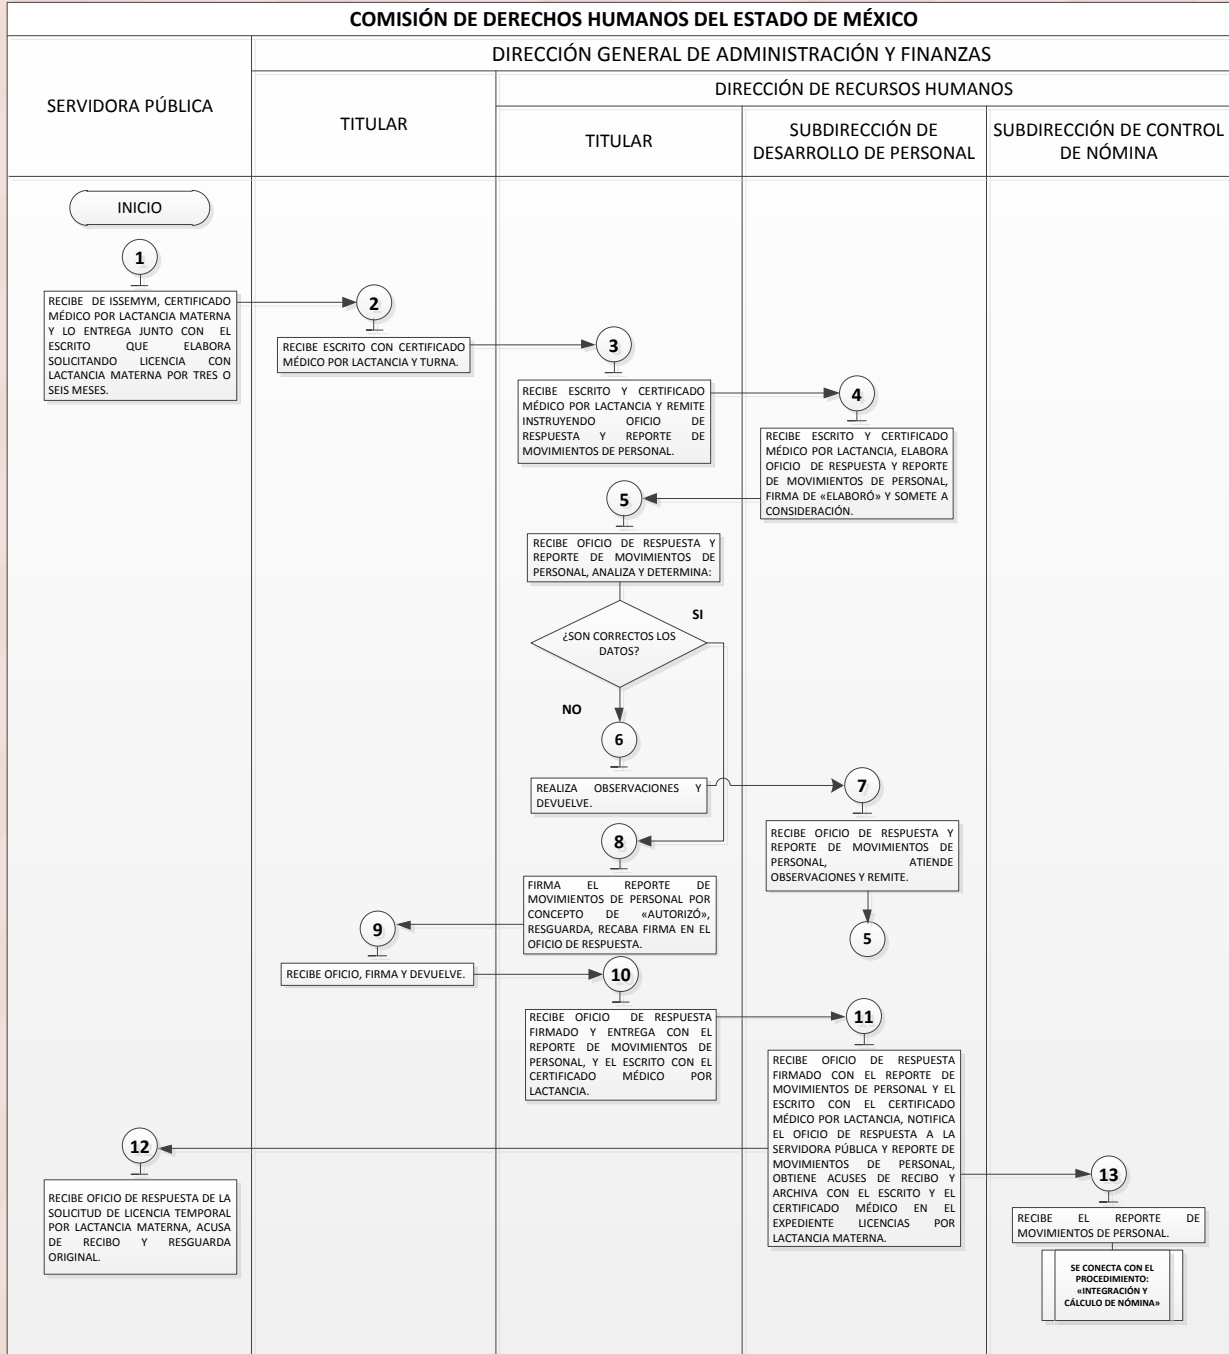 COMISIÓN DE DERECHOS HUMANOS DEL ESTADO DE MÉXICO
DIRECCIÓN GENERAL DE ADMINISTRACIÓN Y FINANZAS
DIRECCIÓN DE RECURSOS HUMANOS
SERVIDORA PÚBLICA
TITULAR
TITULAR
SUBDIRECCIÓN DE
DESARROLLO DE PERSONAL
SUBDIRECCIÓN DE CONTROL
DE NÓMINA
INICIO
1
RECIBE DE ISSEMYM, CERTIFICADO
MÉDICO POR LACTANCIA MATERNA
Y LO ENTREGA JUNTO CON EL
ESCRITO QUE ELABORA
SOLICITANDO LICENCIA CON
LACTANCIA MATERNA POR TRES O
SEIS MESES.
2
RECIBE ESCRITO CON CERTIFICADO
MÉDICO POR LACTANCIA Y TURNA.
3
RECIBE ESCRITO Y CERTIFICADO
MÉDICO POR LACTANCIA Y REMITE
INSTRUYENDO OFICIO DE
RESPUESTA Y REPORTE DE
MOVIMIENTOS DE PERSONAL.
4
RECIBE ESCRITO Y CERTIFICADO
MÉDICO POR LACTANCIA, ELABORA
OFICIO DE RESPUESTA Y REPORTE
DE MOVIMIENTOS DE PERSONAL,
FIRMA DE «ELABORÓ» Y SOMETE A
CONSIDERACIÓN.
5
RECIBE OFICIO DE RESPUESTA Y
REPORTE DE MOVIMIENTOS DE
PERSONAL, ANALIZA Y DETERMINA:
SI
¿SON CORRECTOS LOS
DATOS?
NO
6
REALIZA OBSERVACIONES Y
DEVUELVE.
7
RECIBE OFICIO DE RESPUESTA Y
REPORTE DE MOVIMIENTOS DE
PERSONAL, ATIENDE
OBSERVACIONES Y REMITE.
5
8
FIRMA EL REPORTE DE
MOVIMIENTOS DE PERSONAL POR
CONCEPTO DE «AUTORIZÓ»,
RESGUARDA, RECABA FIRMA EN EL
OFICIO DE RESPUESTA.
9
RECIBE OFICIO, FIRMA Y DEVUELVE.
10
RECIBE OFICIO DE RESPUESTA
FIRMADO Y ENTREGA CON EL
REPORTE DE MOVIMIENTOS DE
PERSONAL, Y EL ESCRITO CON EL
CERTIFICADO MÉDICO POR
LACTANCIA.
11
RECIBE OFICIO DE RESPUESTA
FIRMADO CON EL REPORTE DE
MOVIMIENTOS DE PERSONAL Y EL
ESCRITO CON EL CERTIFICADO
MÉDICO POR LACTANCIA, NOTIFICA
EL OFICIO DE RESPUESTA A LA
SERVIDORA PÚBLICA Y REPORTE DE
MOVIMIENTOS DE PERSONAL,
OBTIENE ACUSES DE RECIBO Y
ARCHIVA CON EL ESCRITO Y EL
CERTIFICADO MÉDICO EN EL
EXPEDIENTE LICENCIAS POR
LACTANCIA MATERNA.
12
RECIBE OFICIO DE RESPUESTA DE LA
SOLICITUD DE LICENCIA TEMPORAL
POR LACTANCIA MATERNA, ACUSA
DE RECIBO Y RESGUARDA
ORIGINAL.
13
RECIBE EL REPORTE DE
MOVIMIENTOS DE PERSONAL.
SE CONECTA CON EL
PROCEDIMIENTO:
«INTEGRACIÓN Y
CÁLCULO DE NÓMINA»